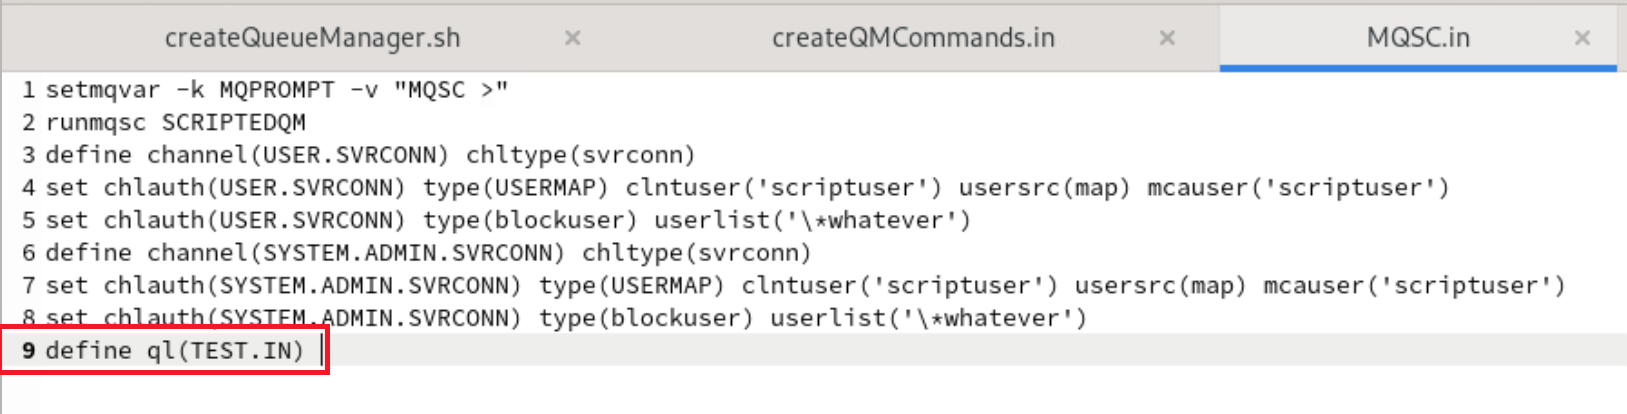 createQueueManager.sh × createQMCommands.in × MQSC.in ×
1 setmqvar -k MQPROMPT -v "MQSC >"
2 runmqsc SCRIPTEDQM
3 define channel(USER.SVRCONN) chltype(svrconn)
4 set chlauth(USER.SVRCONN) type(USERMAP) clntuser('scriptuser') usersrc(map) mcauser('scriptuser')
5 set chlauth(USER.SVRCONN) type(blockuser) userlist('\*whatever')
6 define channel(SYSTEM.ADMIN.SVRCONN) chltype(svrconn)
7 set chlauth(SYSTEM.ADMIN.SVRCONN) type(USERMAP) clntuser('scriptuser') usersrc(map) mcauser('scriptuser')
8 set chlauth(SYSTEM.ADMIN.SVRCONN) type(blockuser) userlist('\*whatever')
9 define ql(TEST.IN)